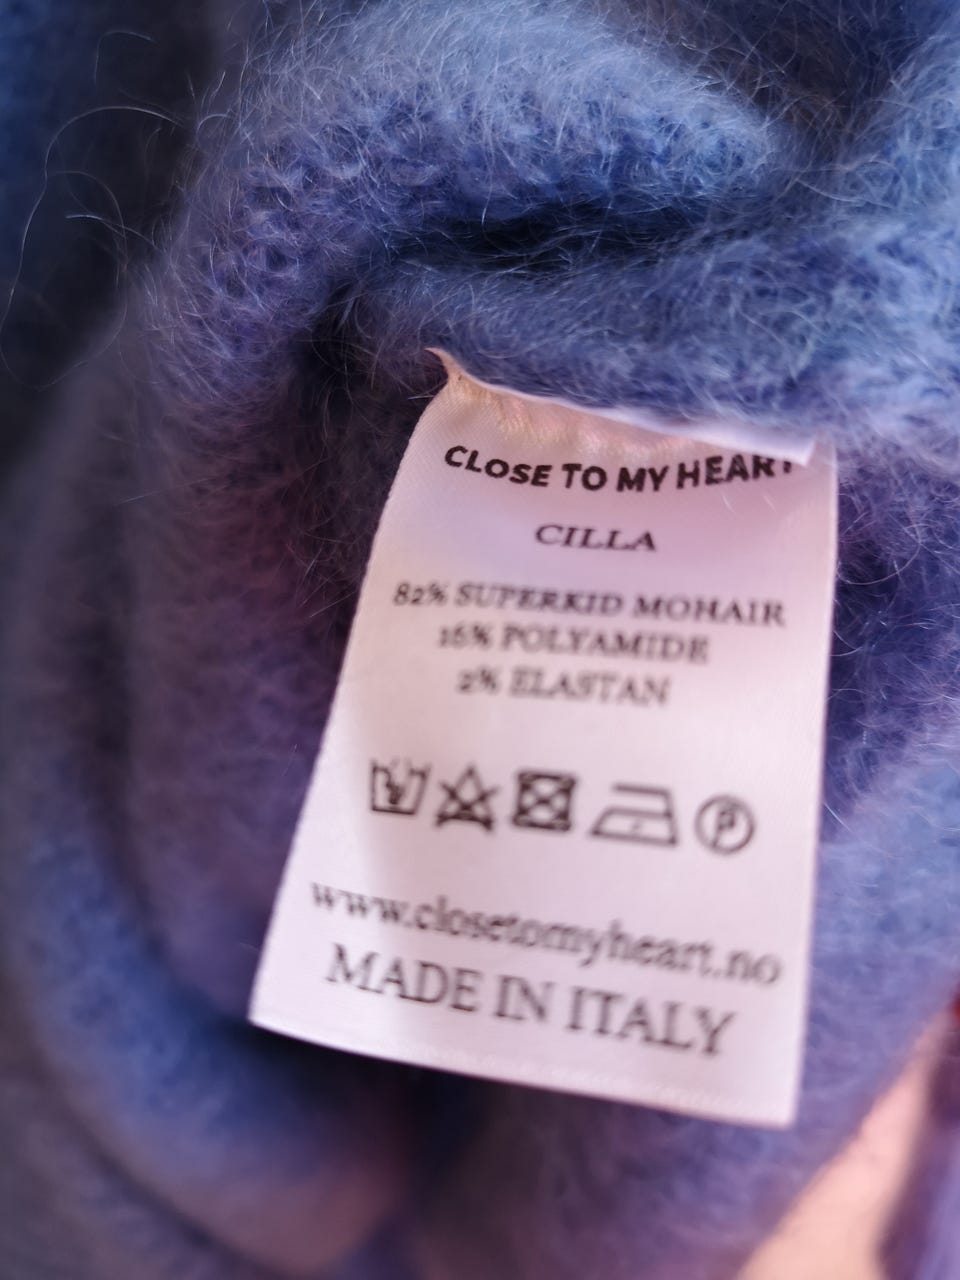 CLOSE TO MY HEART
CILLA
82% SUPERKID MOHAIR
16% POLYAMIDE
2% ELASTAN
P
www.closetomyheart.no
MADE IN ITALY